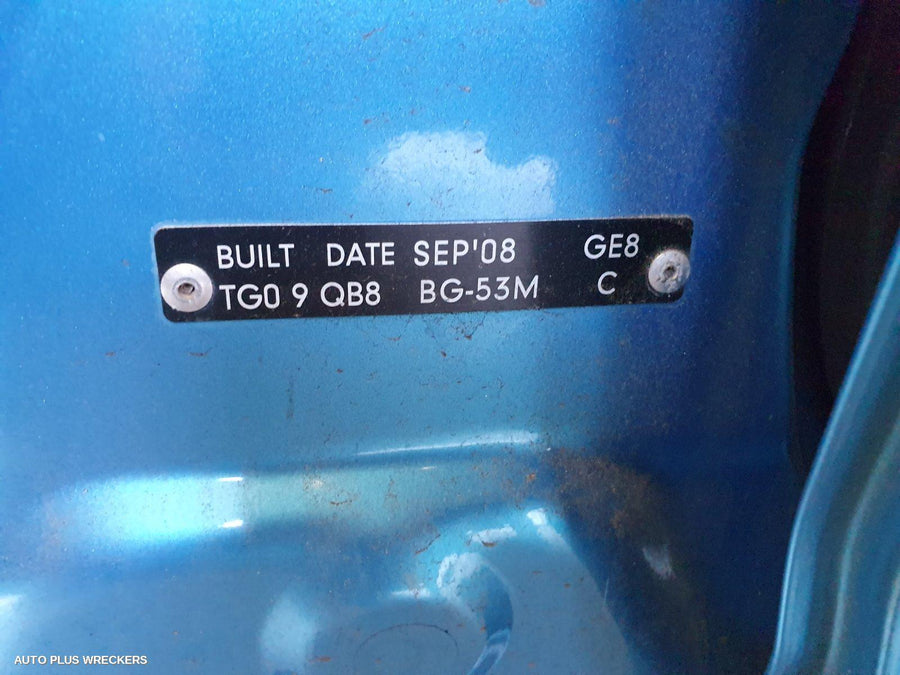 BUILT DATE SEP'08 GE8
TG0 9 QB8 BG-53M C
AUTO PLUS WRECKERS